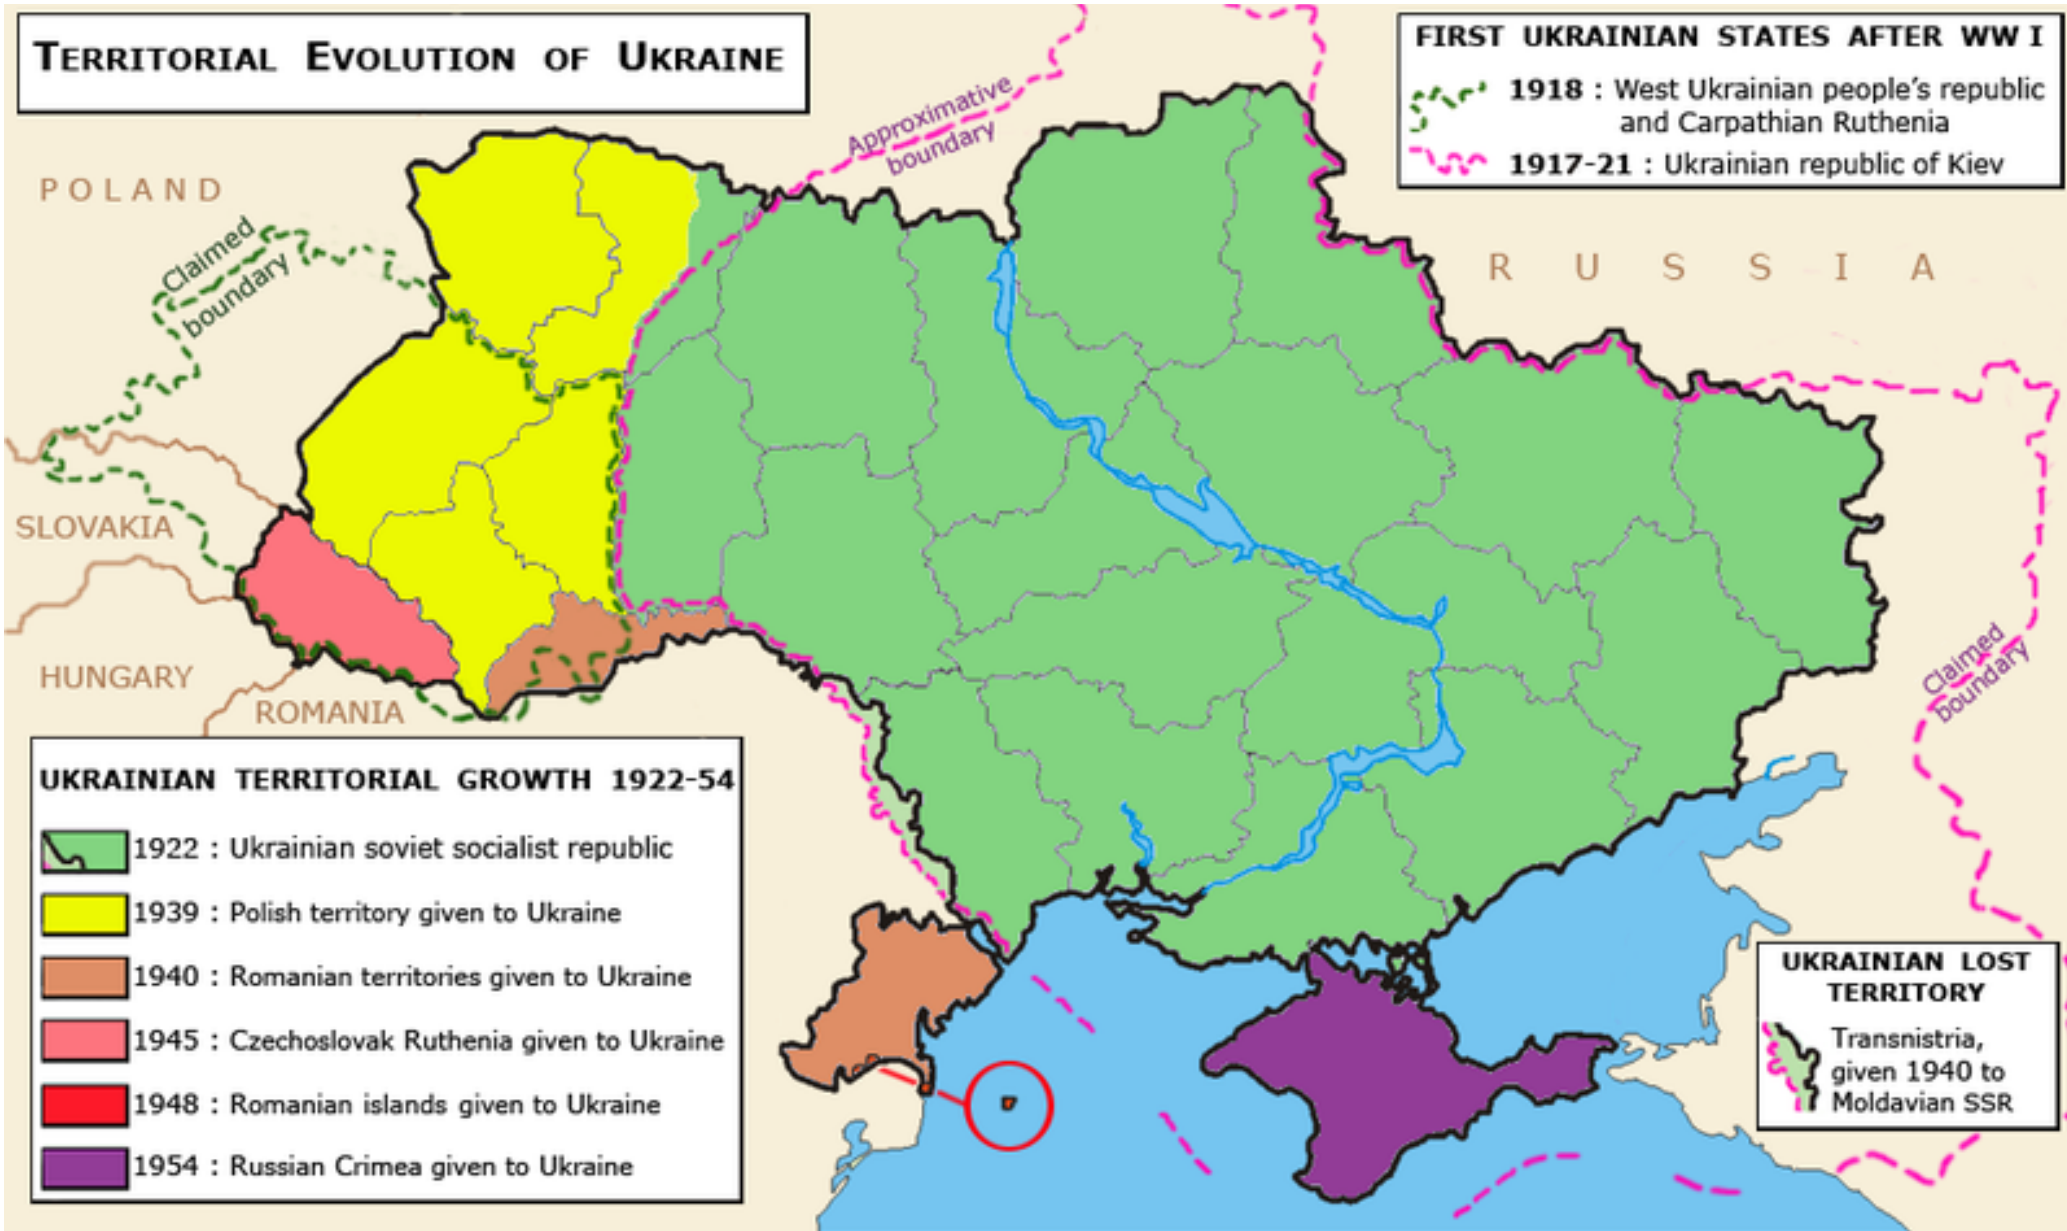 TERRITORIAL EVOLUTION OF UKRAINE
FIRST UKRAINIAN STATES AFTER WW I
1918 : West Ukrainian people's republic
and Carpathian Ruthenia
1917-21 : Ukrainian republic of Kiev
Approximative
boundary
POLAND
Claimed
boundary
RUSSIA
SLOVAKIA
HUNGARY
ROMANIA
Claimed
boundary
UKRAINIAN TERRITORIAL GROWTH 1922-54
1922 : Ukrainian soviet socialist republic
1939 : Polish territory given to Ukraine
1940 : Romanian territories given to Ukraine
1945 : Czechoslovak Ruthenia given to Ukraine
1948 : Romanian islands given to Ukraine
1954 : Russian Crimea given to Ukraine
UKRAINIAN LOST
TERRITORY
Transnistria,
given 1940 to
Moldavian SSR